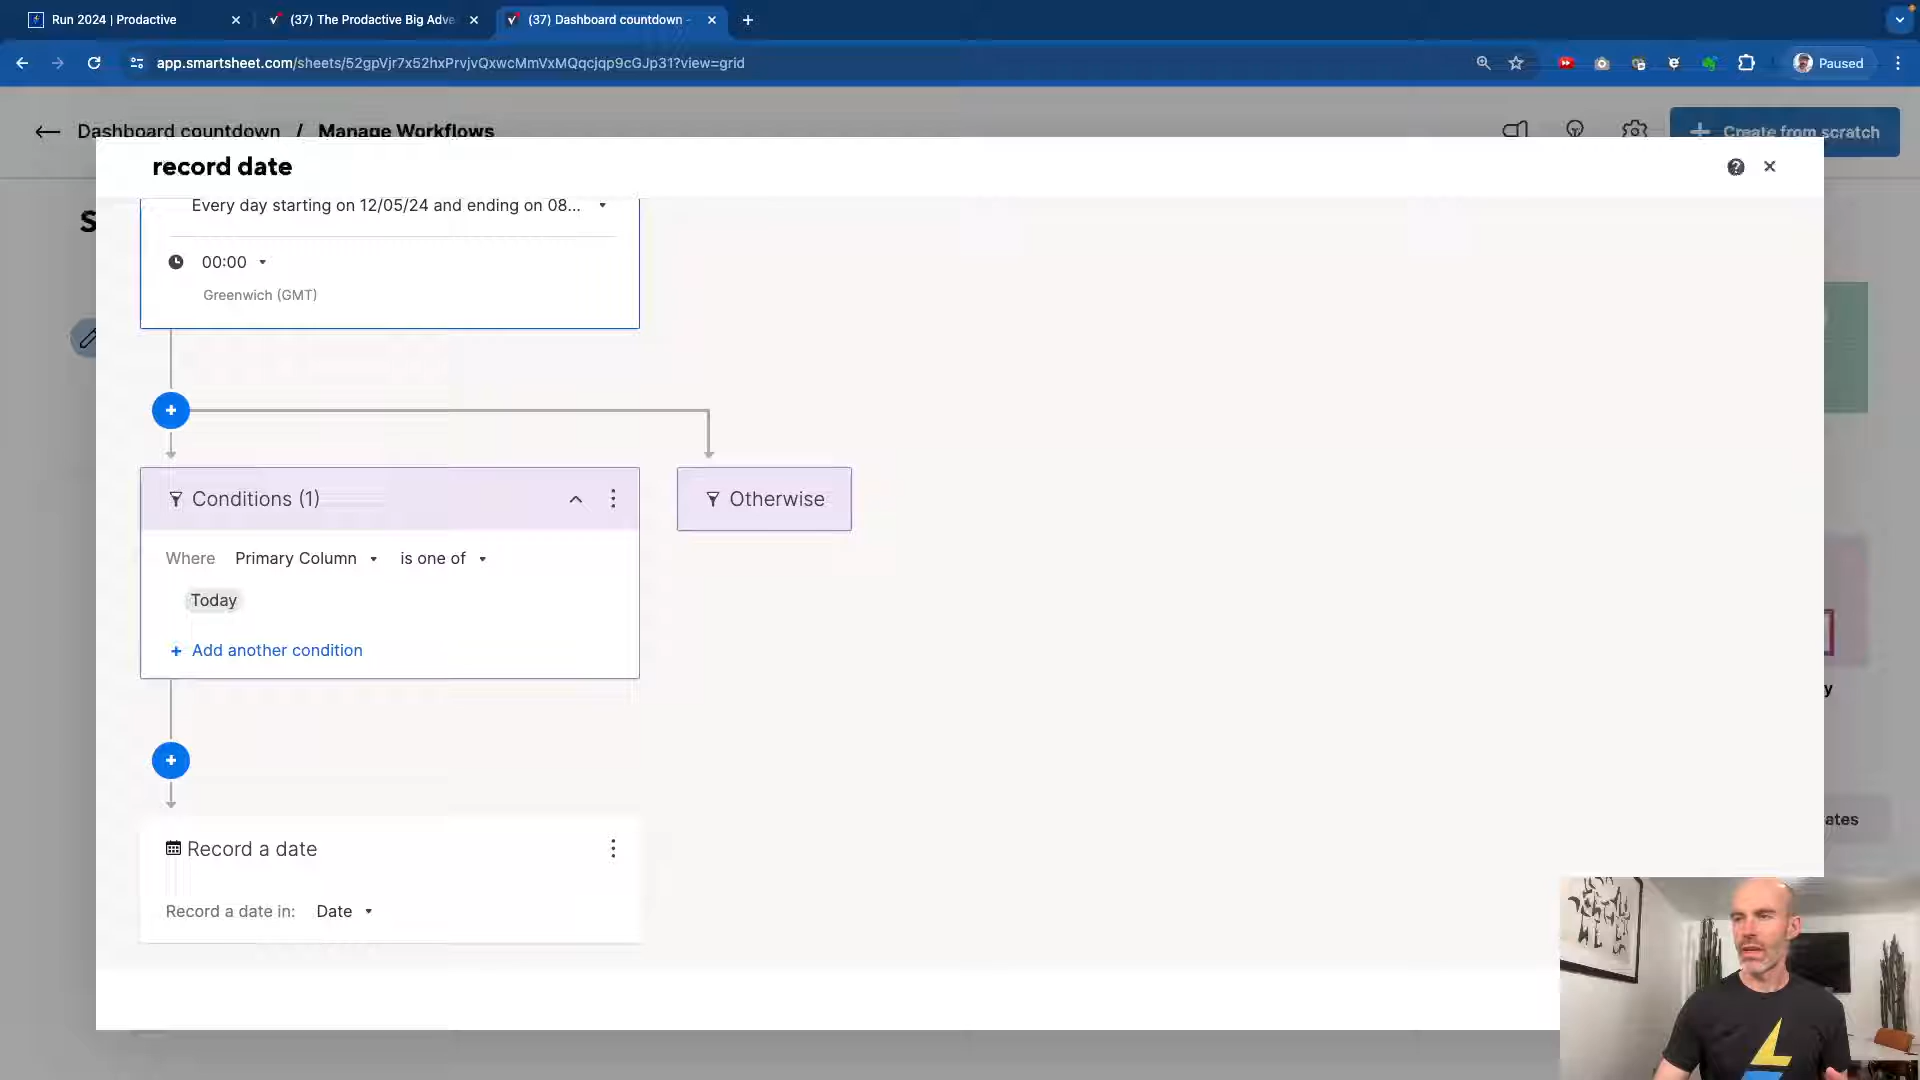 Run 2024 | Prodactive
(37) The Prodactive Big Adve
(37) Dashboard countdown -
app.smartsheet.com/sheets/52gpVjr7x52hxPrvjvQxwcMmVxMQqcjqp9cGJp31?view=grid
Paused
Dashboard countdown / Manage Workflows
Create from scratch
record date
S
Every day starting on 12/05/24 and ending on 08...
00:00
Greenwich (GMT)
Conditions (1)
Otherwise
Where Primary Column is one of
Today
+ Add another condition
y
ates
Record a date
Record a date in: Date